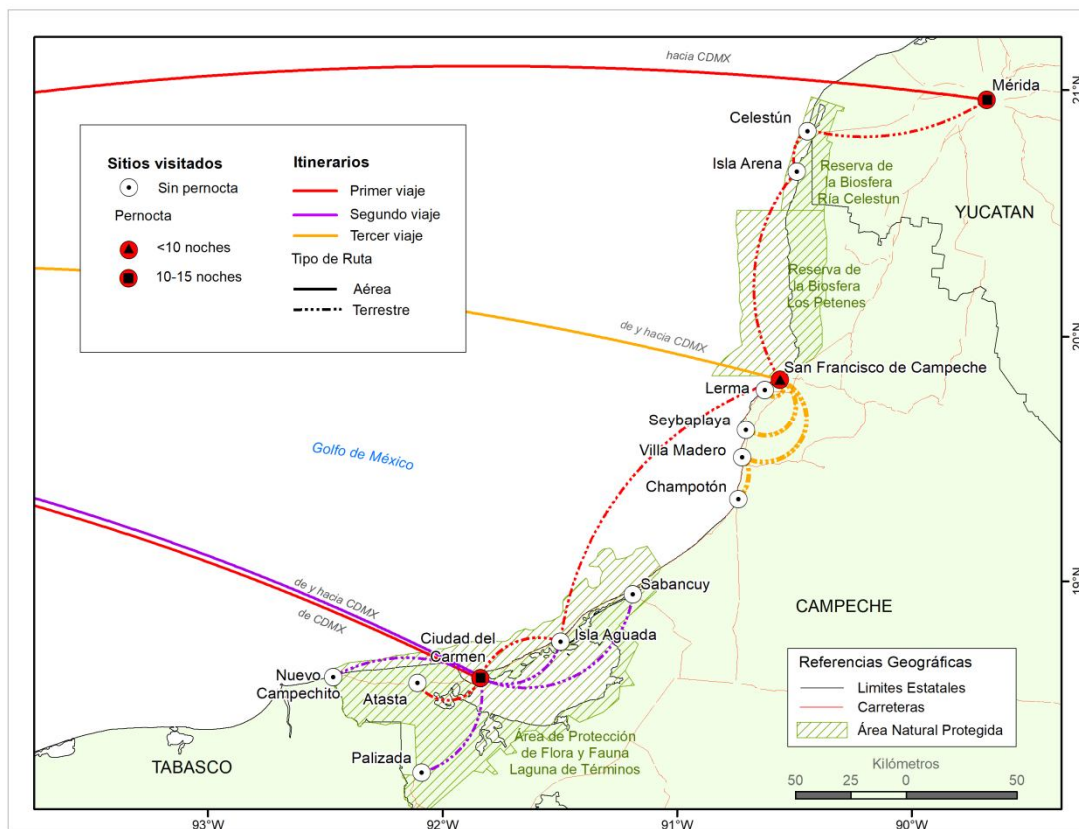 hacia CDMX
Mérida
21°N
Celestún
Isla Arena
Reserva de
la Biosfera
Ría Celestun
YUCATAN
Sitios visitados
Sin pernocta
Pernocta
<10 noches
10-15 noches
Itinerarios
Primer viaje
Segundo viaje
Tercer viaje
Tipo de Ruta
Aérea
Terrestre
Reserva de
la Biosfera
Los Petenes
de y hacia CDMX
20°N
San Francisco de Campeche
Lerma
Seybaplaya
Villa Madero
Champotón
Golfo de México
de y hacia CDMX
de CDMX
19°N
Sabancuy
CAMPECHE
Ciudad del
Carmen
Isla Aguada
Nuevo
Campechito
Atasta
Palizada
Área de Protección
de Flora y Fauna
Laguna de Términos
TABASCO
Referencias Geográficas
Limites Estatales
Carreteras
Área Natural Protegida
Kilómetros
50 25 0 50
93°W 92°W 91°W 90°W